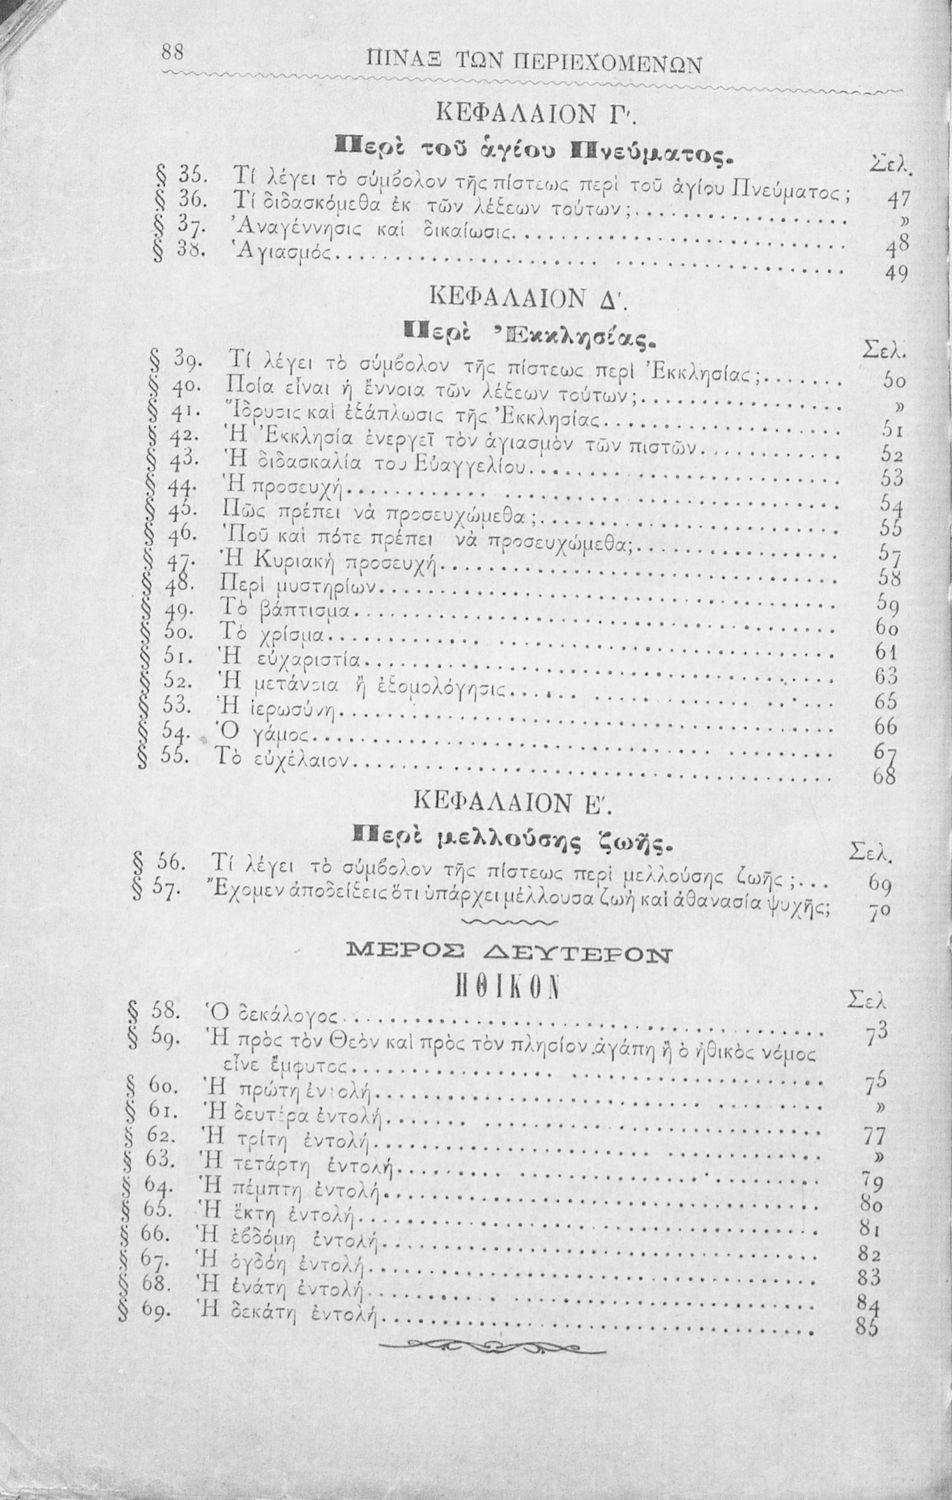 88 ΠΙΝΑΞ ΤΩΝ ΠΕΡΙΕΧΟΜΕΝΩΝ
ΚΕΦΑΛΑΙΟΝ Γ'.
Περὶ τοῦ ἁγίου Πνεύματος.
Σελ.
§ 35. Τί λέγει τὸ σύμβολον τῆς πίστεως περὶ τοῦ ἁγίου Πνεύματος; 47
§ 36. Τί διδασκόμεθα ἐκ τῶν λέξεων τούτων; »
§ 37. Ἀναγέννησις καὶ δικαίωσις 48
§ 38. Ἁγιασμός 49
ΚΕΦΑΛΑΙΟΝ Δ'.
Περὶ Ἐκκλησίας.
Σελ.
§ 39. Τί λέγει τὸ σύμβολον τῆς πίστεως περὶ Ἐκκλησίας; 50
§ 40. Ποία εἶναι ἡ ἔννοια τῶν λέξεων τούτων; »
§ 41. Ἵδρυσις καὶ ἐξάπλωσις τῆς Ἐκκλησίας 51
§ 42. Ἡ Ἐκκλησία ἐνεργεῖ τὸν ἁγιασμὸν τῶν πιστῶν 52
§ 43. Ἡ διδασκαλία του Εὐαγγελίου 53
§ 44. Ἡ προσευχή 54
§ 45. Πῶς πρέπει νὰ προσευχώμεθα; 55
§ 46. Ποῦ καὶ πότε πρέπει νὰ προσευχώμεθα; 57
§ 47. Ἡ Κυριακὴ προσευχή 58
§ 48. Περὶ μυστηρίων 59
§ 49. Τὸ βάπτισμα 60
§ 50. Τὸ χρίσμα 61
§ 51. Ἡ εὐχαριστία 63
§ 52. Ἡ μετάνοια ἢ ἐξομολόγησις 65
§ 53. Ἡ ἱερωσύνη 66
§ 54. Ὁ γάμος 67
§ 55. Τὸ εὐχέλαιον 68
ΚΕΦΑΛΑΙΟΝ Ε'.
Περὶ μελλούσης ζωῆς.
Σελ.
§ 56. Τί λέγει τὸ σύμβολον τῆς πίστεως περὶ μελλούσης ζωῆς; 69
§ 57. Ἔχομεν ἀποδείξεις ὅτι ὑπάρχει μέλλουσα ζωὴ καὶ ἀθανασία ψυχῆς; 70
ΜΕΡΟΣ ΔΕΥΤΕΡΟΝ
ΗΘΙΚΟΝ
Σελ
§ 58. Ὁ δεκάλογος 73
§ 59. Ἡ πρὸς τὸν Θεὸν καὶ πρὸς τὸν πλησίον ἀγάπη ἢ ὁ ἠθικὸς νόμος
εἶνε ἔμφυτος 75
§ 60. Ἡ πρώτη ἐντολή »
§ 61. Ἡ δευτέρα ἐντολή 77
§ 62. Ἡ τρίτη ἐντολή »
§ 63. Ἡ τετάρτη ἐντολή 79
§ 64. Ἡ πέμπτη ἐντολή 80
§ 65. Ἡ ἕκτη ἐντολή 81
§ 66. Ἡ ἑβδόμη ἐντολή 82
§ 67. Ἡ ὀγδόη ἐντολή 83
§ 68. Ἡ ἐνάτη ἐντολή 84
§ 69. Ἡ δεκάτη ἐντολή 85